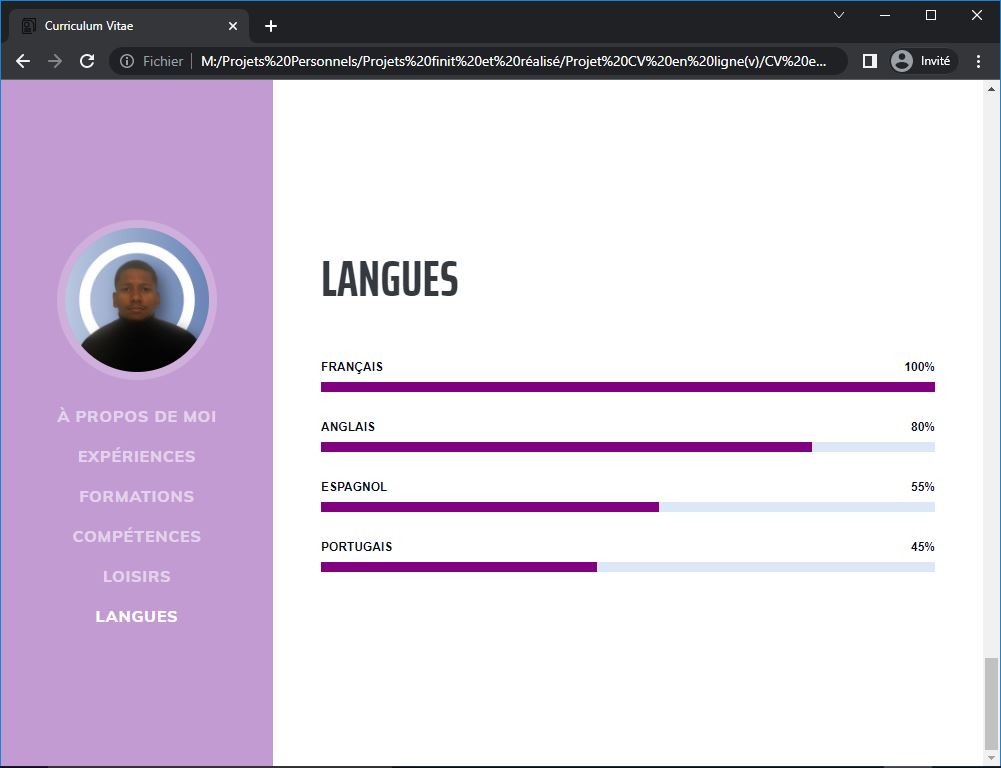 Curriculum Vitae
Fichier M:/Projets%20Personnels/Projets%20finit%20et%20réalisé/Projet%20CV%20en%20ligne(v)/CV%20e... Invité
À PROPOS DE MOI
EXPÉRIENCES
FORMATIONS
COMPÉTENCES
LOISIRS
LANGUES
LANGUES
FRANÇAIS 100%
ANGLAIS 80%
ESPAGNOL 55%
PORTUGAIS 45%